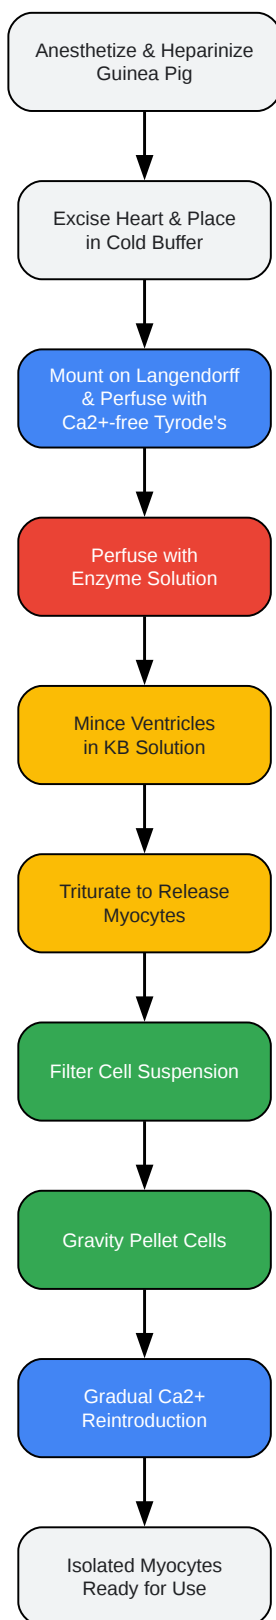 Anesthetize & Heparinize
Guinea Pig
Excise Heart & Place
in Cold Buffer
Mount on Langendorff
& Perfuse with
Ca2+-free Tyrode's
Perfuse with
Enzyme Solution
Mince Ventricles
in KB Solution
Triturate to Release
Myocytes
Filter Cell Suspension
Gravity Pellet Cells
Gradual Ca2+
Reintroduction
Isolated Myocytes
Ready for Use